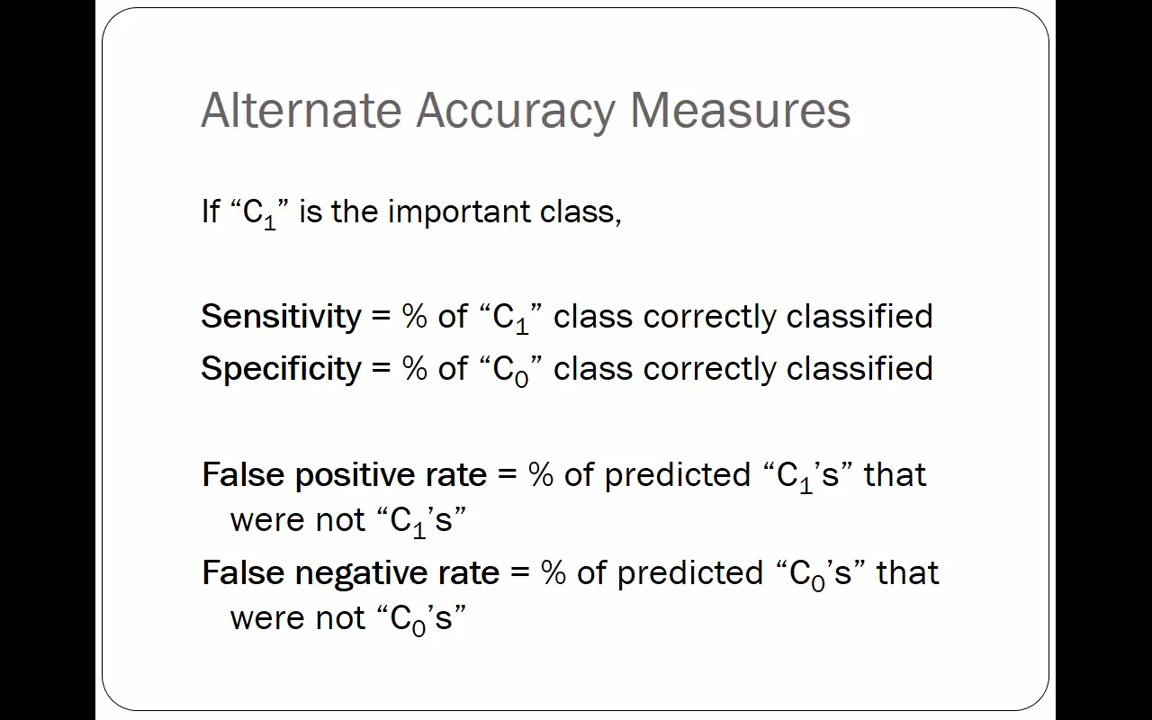 Alternate Accuracy Measures
If “C₁” is the important class,
Sensitivity = % of “C₁” class correctly classified
Specificity = % of “C₀” class correctly classified
False positive rate = % of predicted “C₁’s” that
were not “C₁’s”
False negative rate = % of predicted “C₀’s” that
were not “C₀’s”